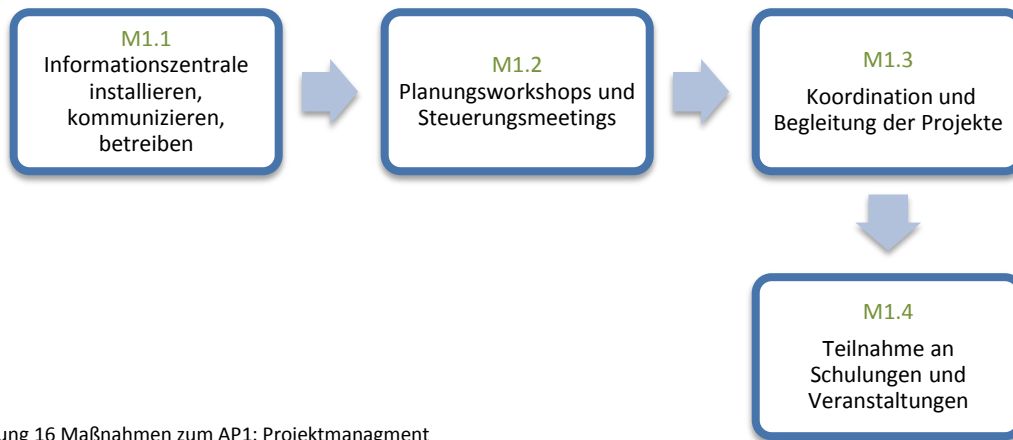 M1.1
Informationszentrale
installieren,
kommunizieren,
betreiben
M1.2
Planungsworkshops und
Steuerungsmeetings
M1.3
Koordination und
Begleitung der Projekte
M1.4
Teilnahme an
Schulungen und
Veranstaltungen
ung 16 Maßnahmen zum AP1: Projektmanagment